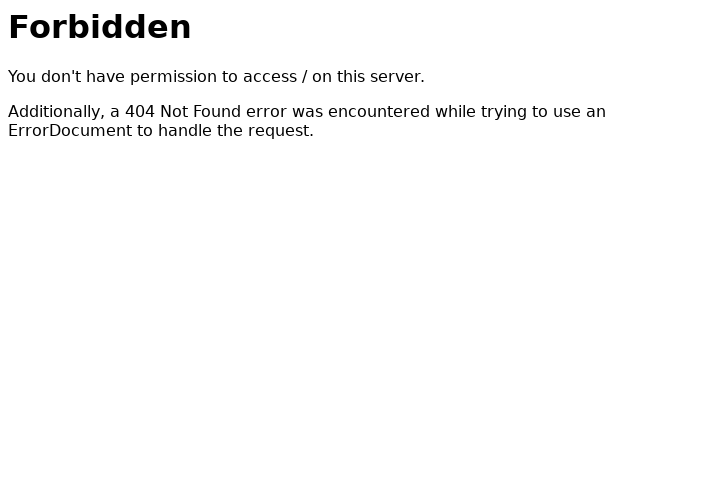 Forbidden
You don't have permission to access / on this server.
Additionally, a 404 Not Found error was encountered while trying to use an
ErrorDocument to handle the request.